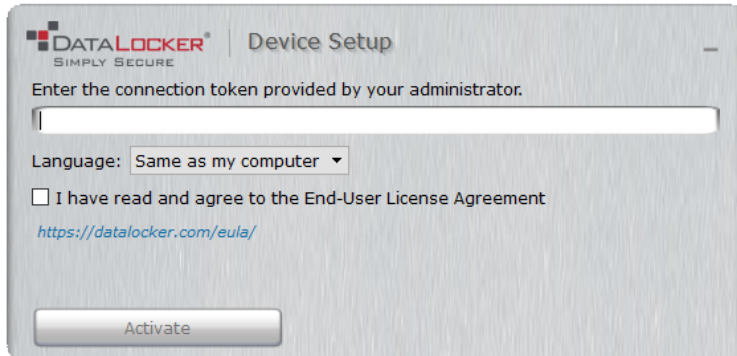 DATALOCKER®
SIMPLY SECURE
Device Setup
Enter the connection token provided by your administrator.
Language: Same as my computer
I have read and agree to the End-User License Agreement
https://datalocker.com/eula/
Activate